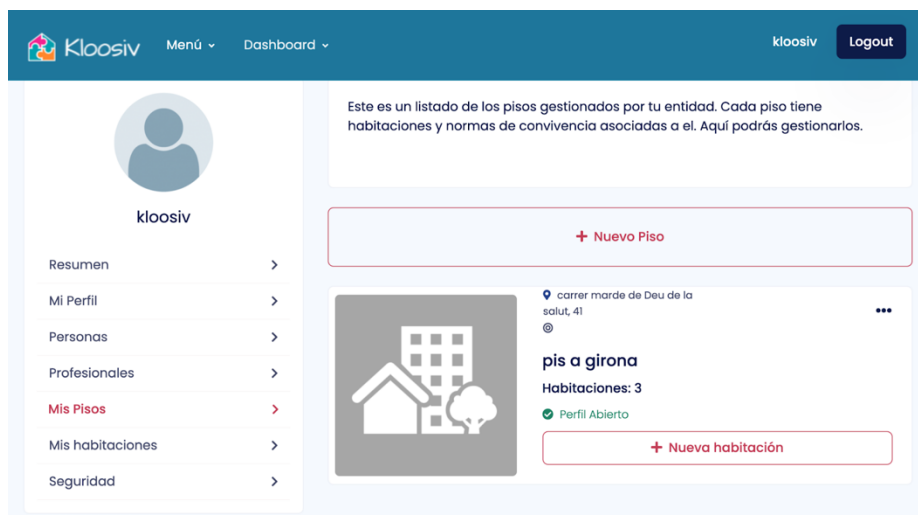 Kloosiv
Menú
Dashboard
kloosiv
Logout
Este es un listado de los pisos gestionados por tu entidad. Cada piso tiene
habitaciones y normas de convivencia asociadas a el. Aquí podrás gestionarlos.
kloosiv
Resumen
Mi Perfil
Personas
Profesionales
Mis Pisos
Mis habitaciones
Seguridad
+ Nuevo Piso
carrer marde de Deu de la
salut, 41
pis a girona
Habitaciones: 3
Perfil Abierto
+ Nueva habitación